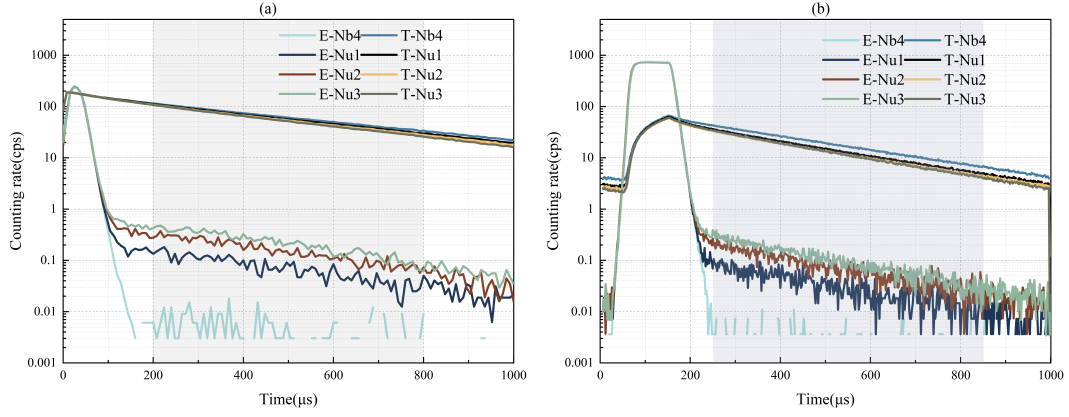 (a)
1000
100
10
1
0.1
0.01
0.001
Counting rate(cps)
E-Nb4 T-Nb4
E-Nu1 T-Nu1
E-Nu2 T-Nu2
E-Nu3 T-Nu3
0 200 400 600 800 1000
Time(μs)
(b)
1000
100
10
1
0.1
0.01
0.001
Counting rate(cps)
E-Nb4 T-Nb4
E-Nu1 T-Nu1
E-Nu2 T-Nu2
E-Nu3 T-Nu3
0 200 400 600 800 1000
Time(μs)